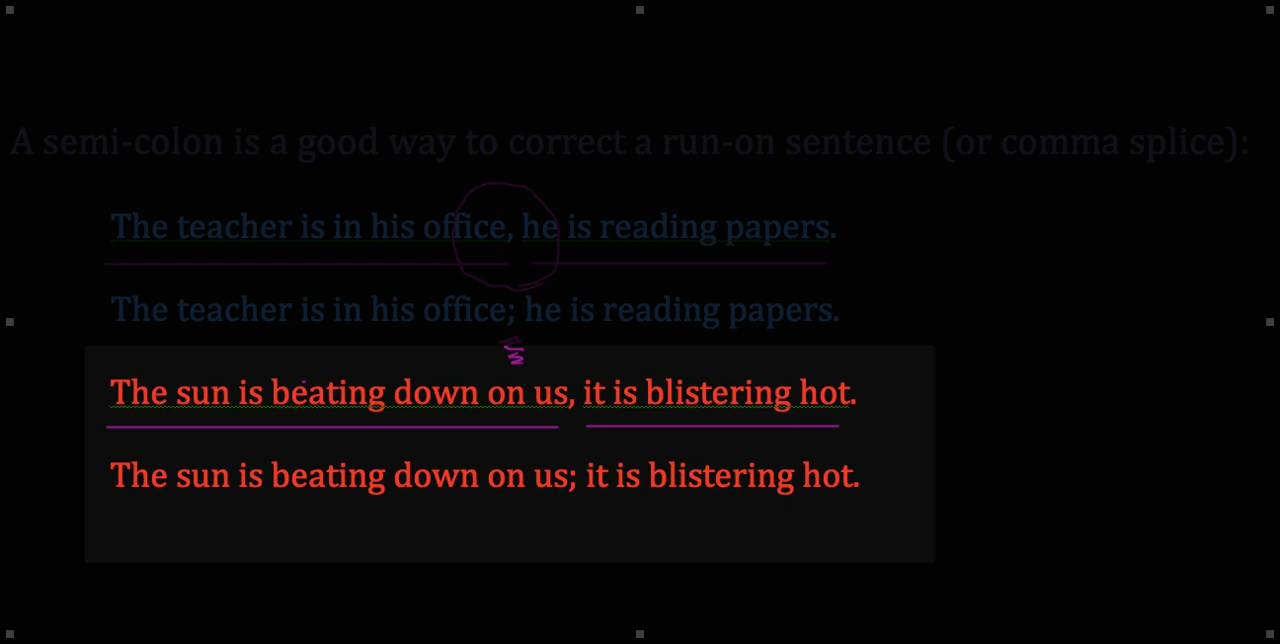 A semi-colon is a good way to correct a run-on sentence (or comma splice):
The teacher is in his office, he is reading papers.
The teacher is in his office; he is reading papers.
The sun is beating down on us, it is blistering hot.
The sun is beating down on us; it is blistering hot.